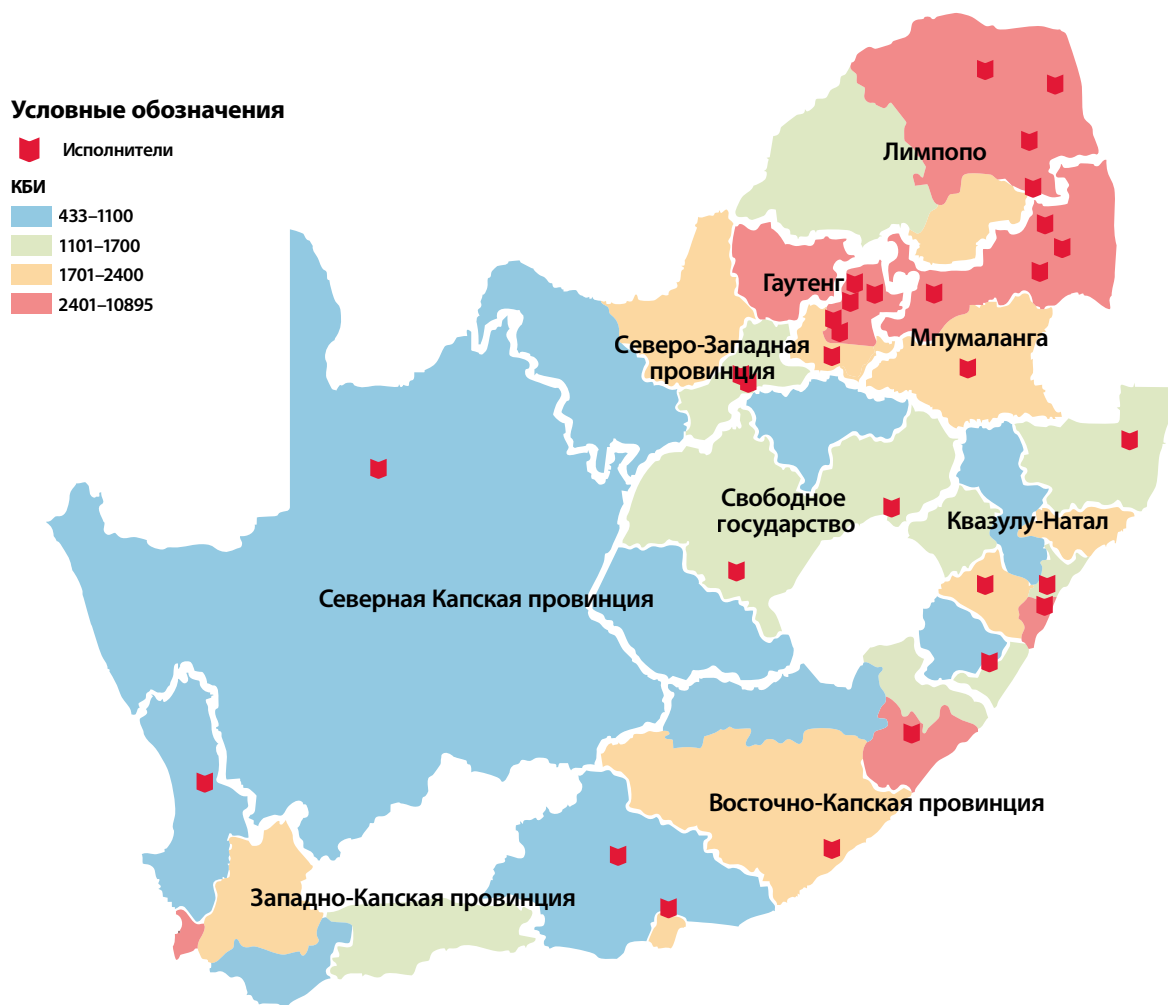 Условные обозначения
Исполнители
КБИ
433–1100
1101–1700
1701–2400
2401–10895
Лимпопо
Гаутенг
Северо-Западная
провинция
Мпумаланга
Свободное
государство
Квазулу-Натал
Северная Капская провинция
Восточно-Капская провинция
Западно-Капская провинция